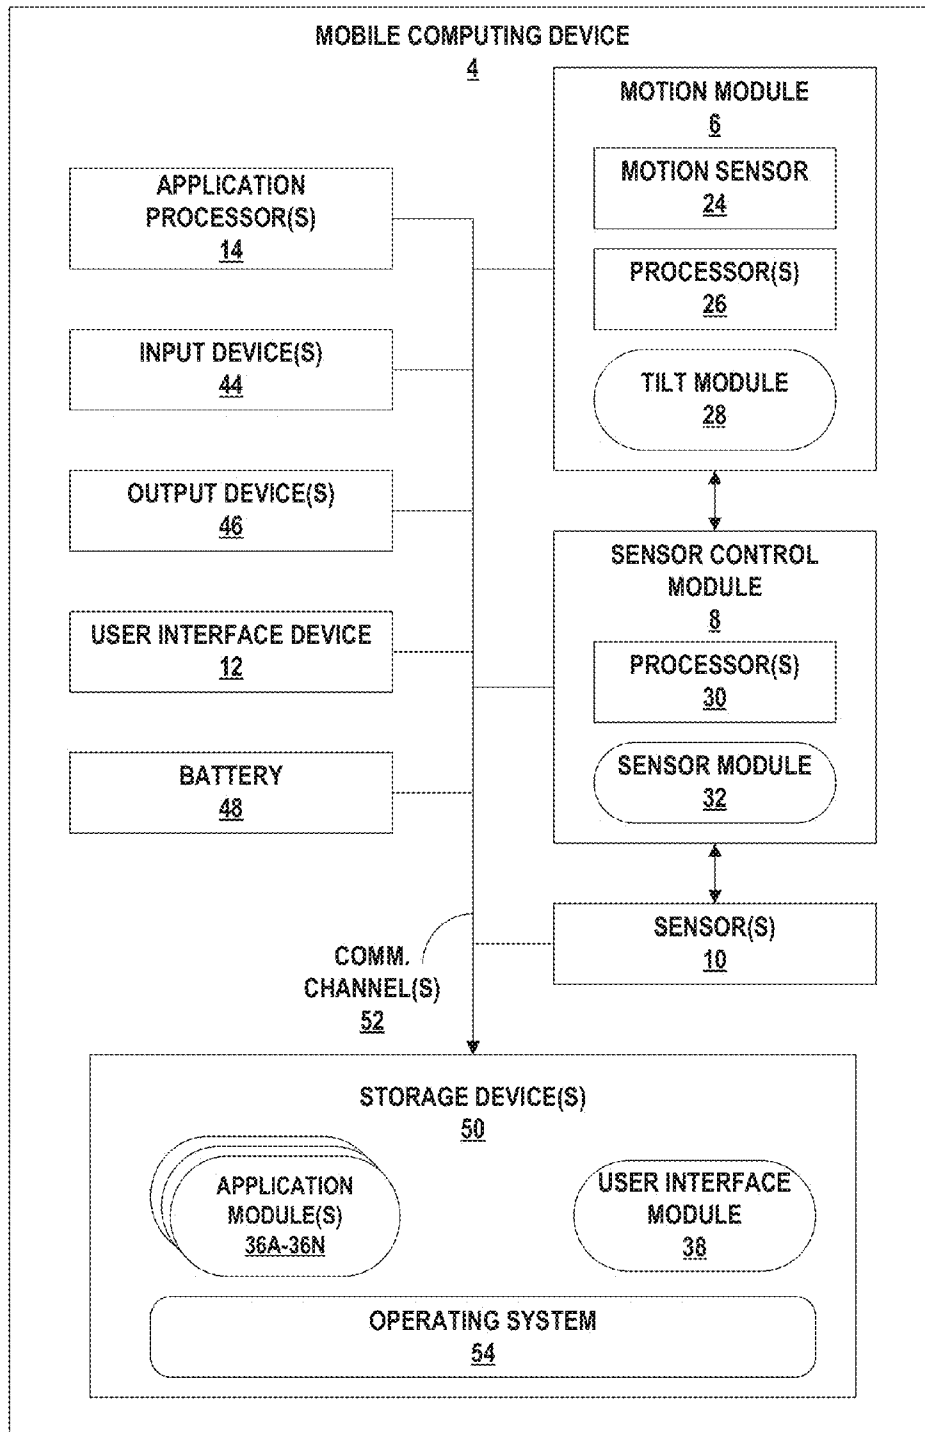 MOBILE COMPUTING DEVICE
4
MOTION MODULE
6
MOTION SENSOR
24
PROCESSOR(S)
26
TILT MODULE
28
APPLICATION
PROCESSOR(S)
14
INPUT DEVICE(S)
44
OUTPUT DEVICE(S)
46
USER INTERFACE DEVICE
12
BATTERY
48
SENSOR CONTROL
MODULE
8
PROCESSOR(S)
30
SENSOR MODULE
32
SENSOR(S)
10
COMM.
CHANNEL(S)
52
STORAGE DEVICE(S)
50
APPLICATION
MODULE(S)
36A-36N
USER INTERFACE
MODULE
38
OPERATING SYSTEM
54